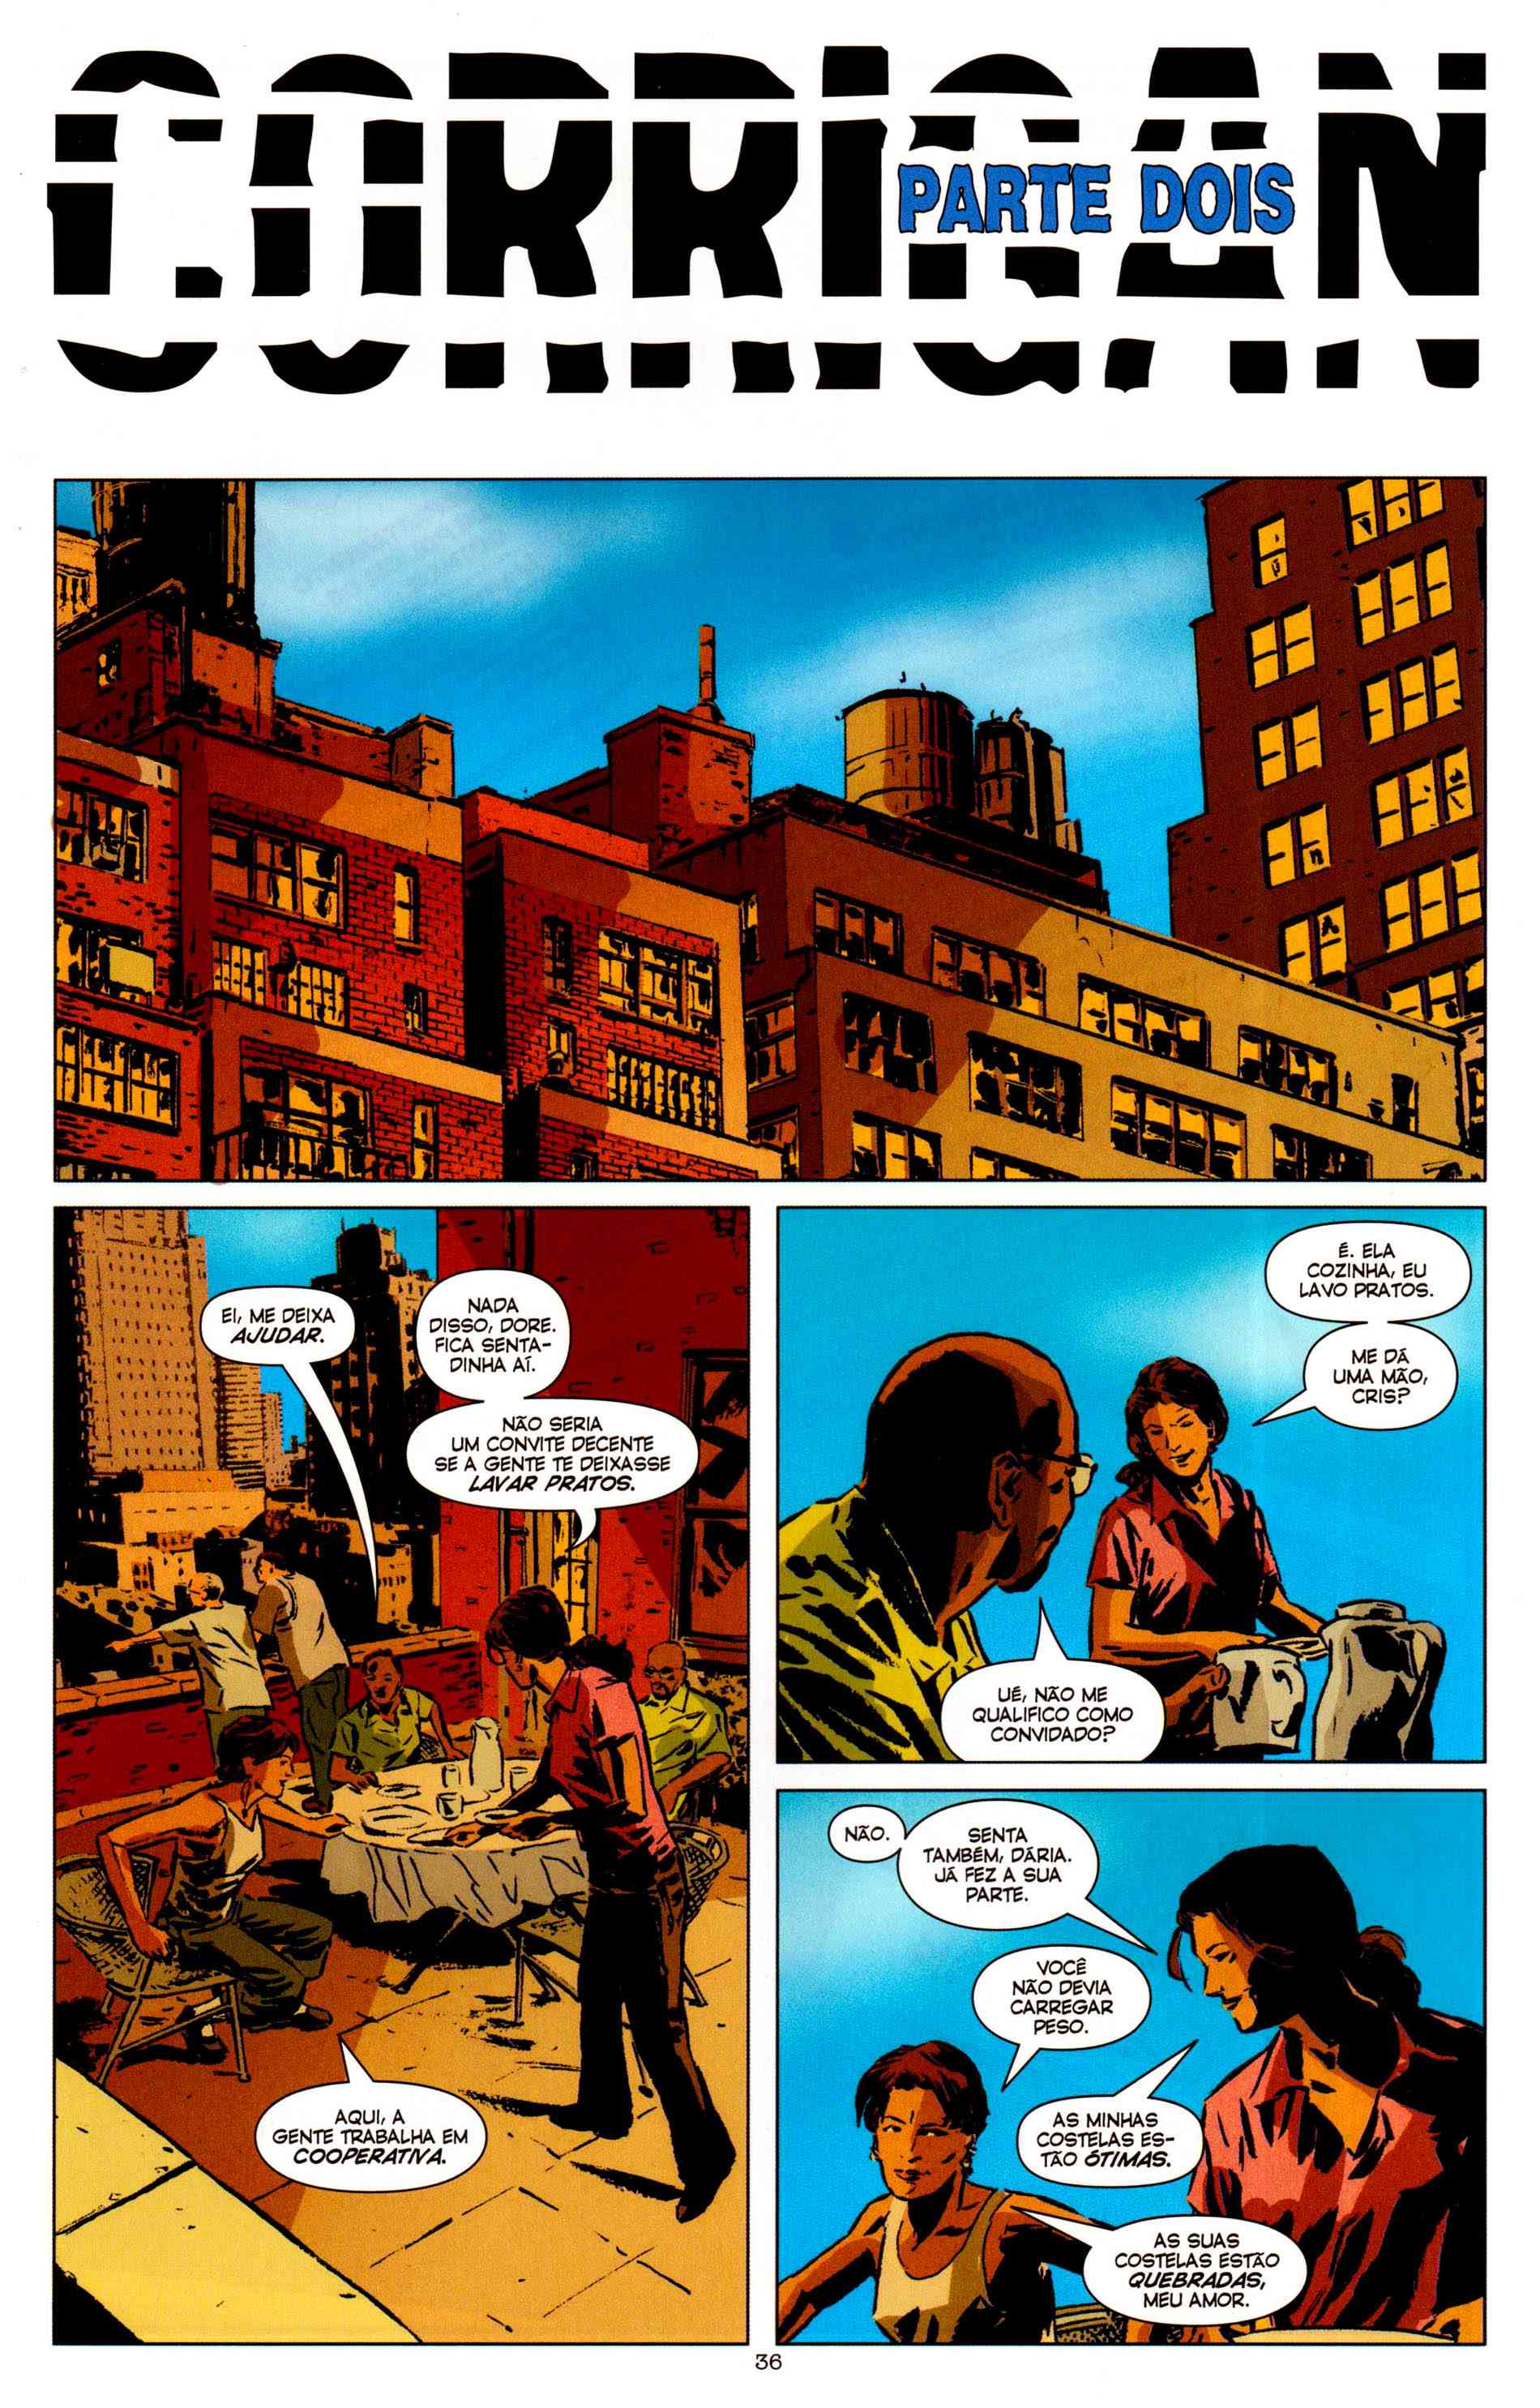 CORRIGAN
PARTE DOIS
EI, ME DEIXA
AJUDAR.
NADA
DISSO, DORE.
FICA SENTA-
DINHA AÍ.
NÃO SERIA
UM CONVITE DECENTE
SE A GENTE TE DEIXASSE
LAVAR PRATOS.
AQUI, A
GENTE TRABALHA EM
COOPERATIVA.
É. ELA
COZINHA, EU
LAVO PRATOS.
ME DÁ
UMA MÃO,
CRIS?
UÉ, NÃO ME
QUALIFICO COMO
CONVIDADO?
NÃO.
SENTA
TAMBÉM, DÁRIA.
JÁ FEZ A SUA
PARTE.
VOCÊ
NÃO DEVIA
CARREGAR
PESO.
AS MINHAS
COSTELAS ES-
TÃO ÓTIMAS.
AS SUAS
COSTELAS ESTÃO
QUEBRADAS,
MEU AMOR.
36